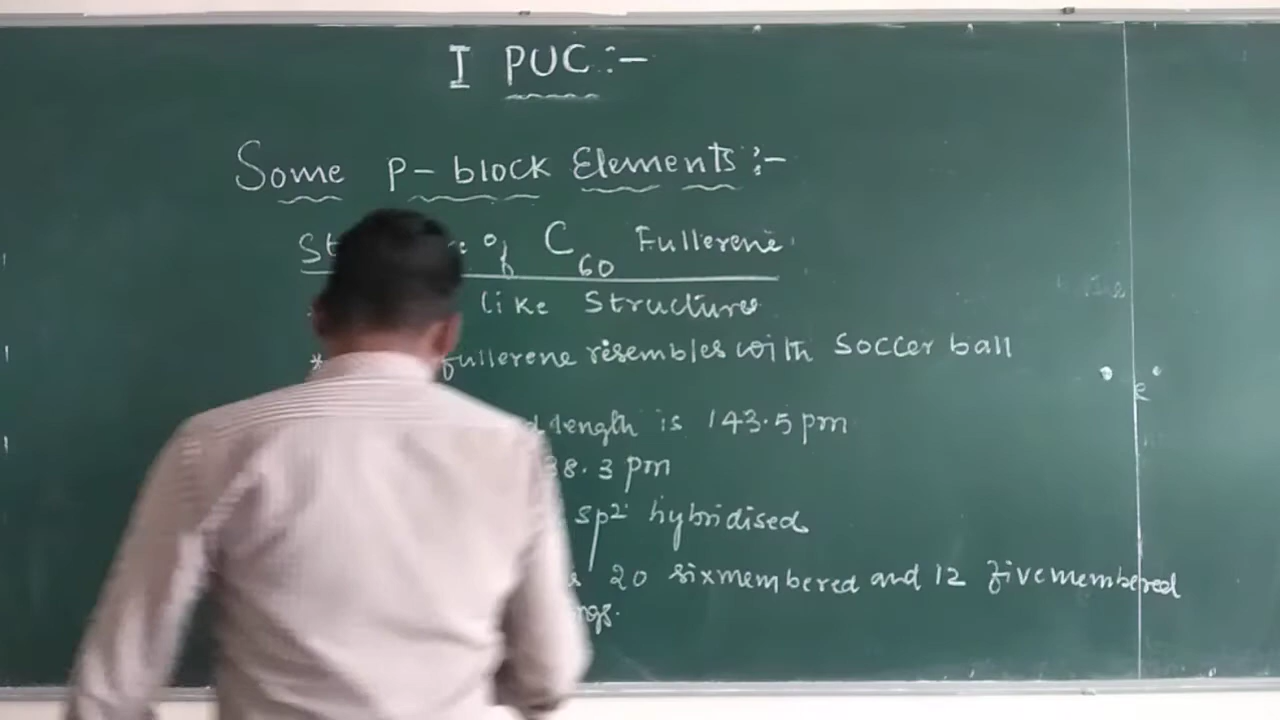 I PUC :-
Some p-block Elements :-
St of C60 Fullerene
like Structure
* fullerene resembles with Soccer ball
length is 143.5 pm
38.3 pm
sp² hybridised
20 sixmembered and 12 fivemembered